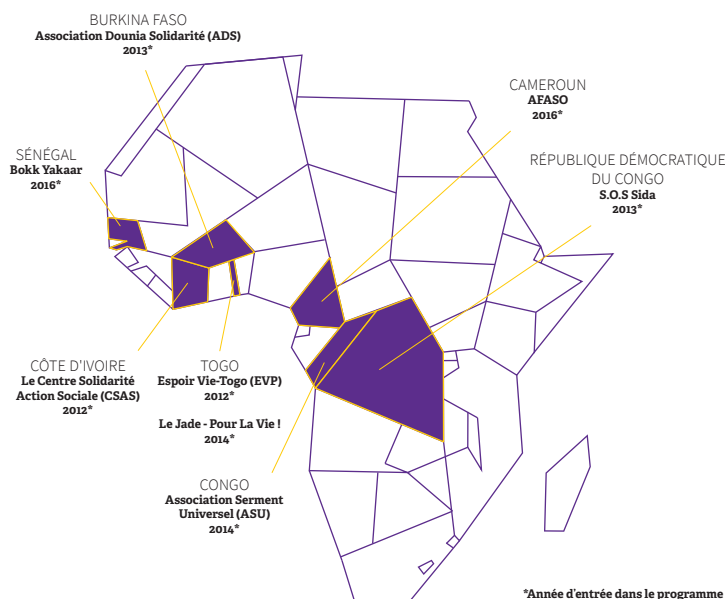 BURKINA FASO
Association Dounia Solidarité (ADS)
2013*
CAMEROUN
AFASO
2016*
SÉNÉGAL
Bokk Yakaar
2016*
RÉPUBLIQUE DÉMOCRATIQUE
DU CONGO
S.O.S Sida
2013*
CÔTE D'IVOIRE
Le Centre Solidarité
Action Sociale (CSAS)
2012*
TOGO
Espoir Vie-Togo (EVP)
2012*
Le Jade - Pour La Vie !
2014*
CONGO
Association Serment
Universel (ASU)
2014*
*Année d'entrée dans le programme